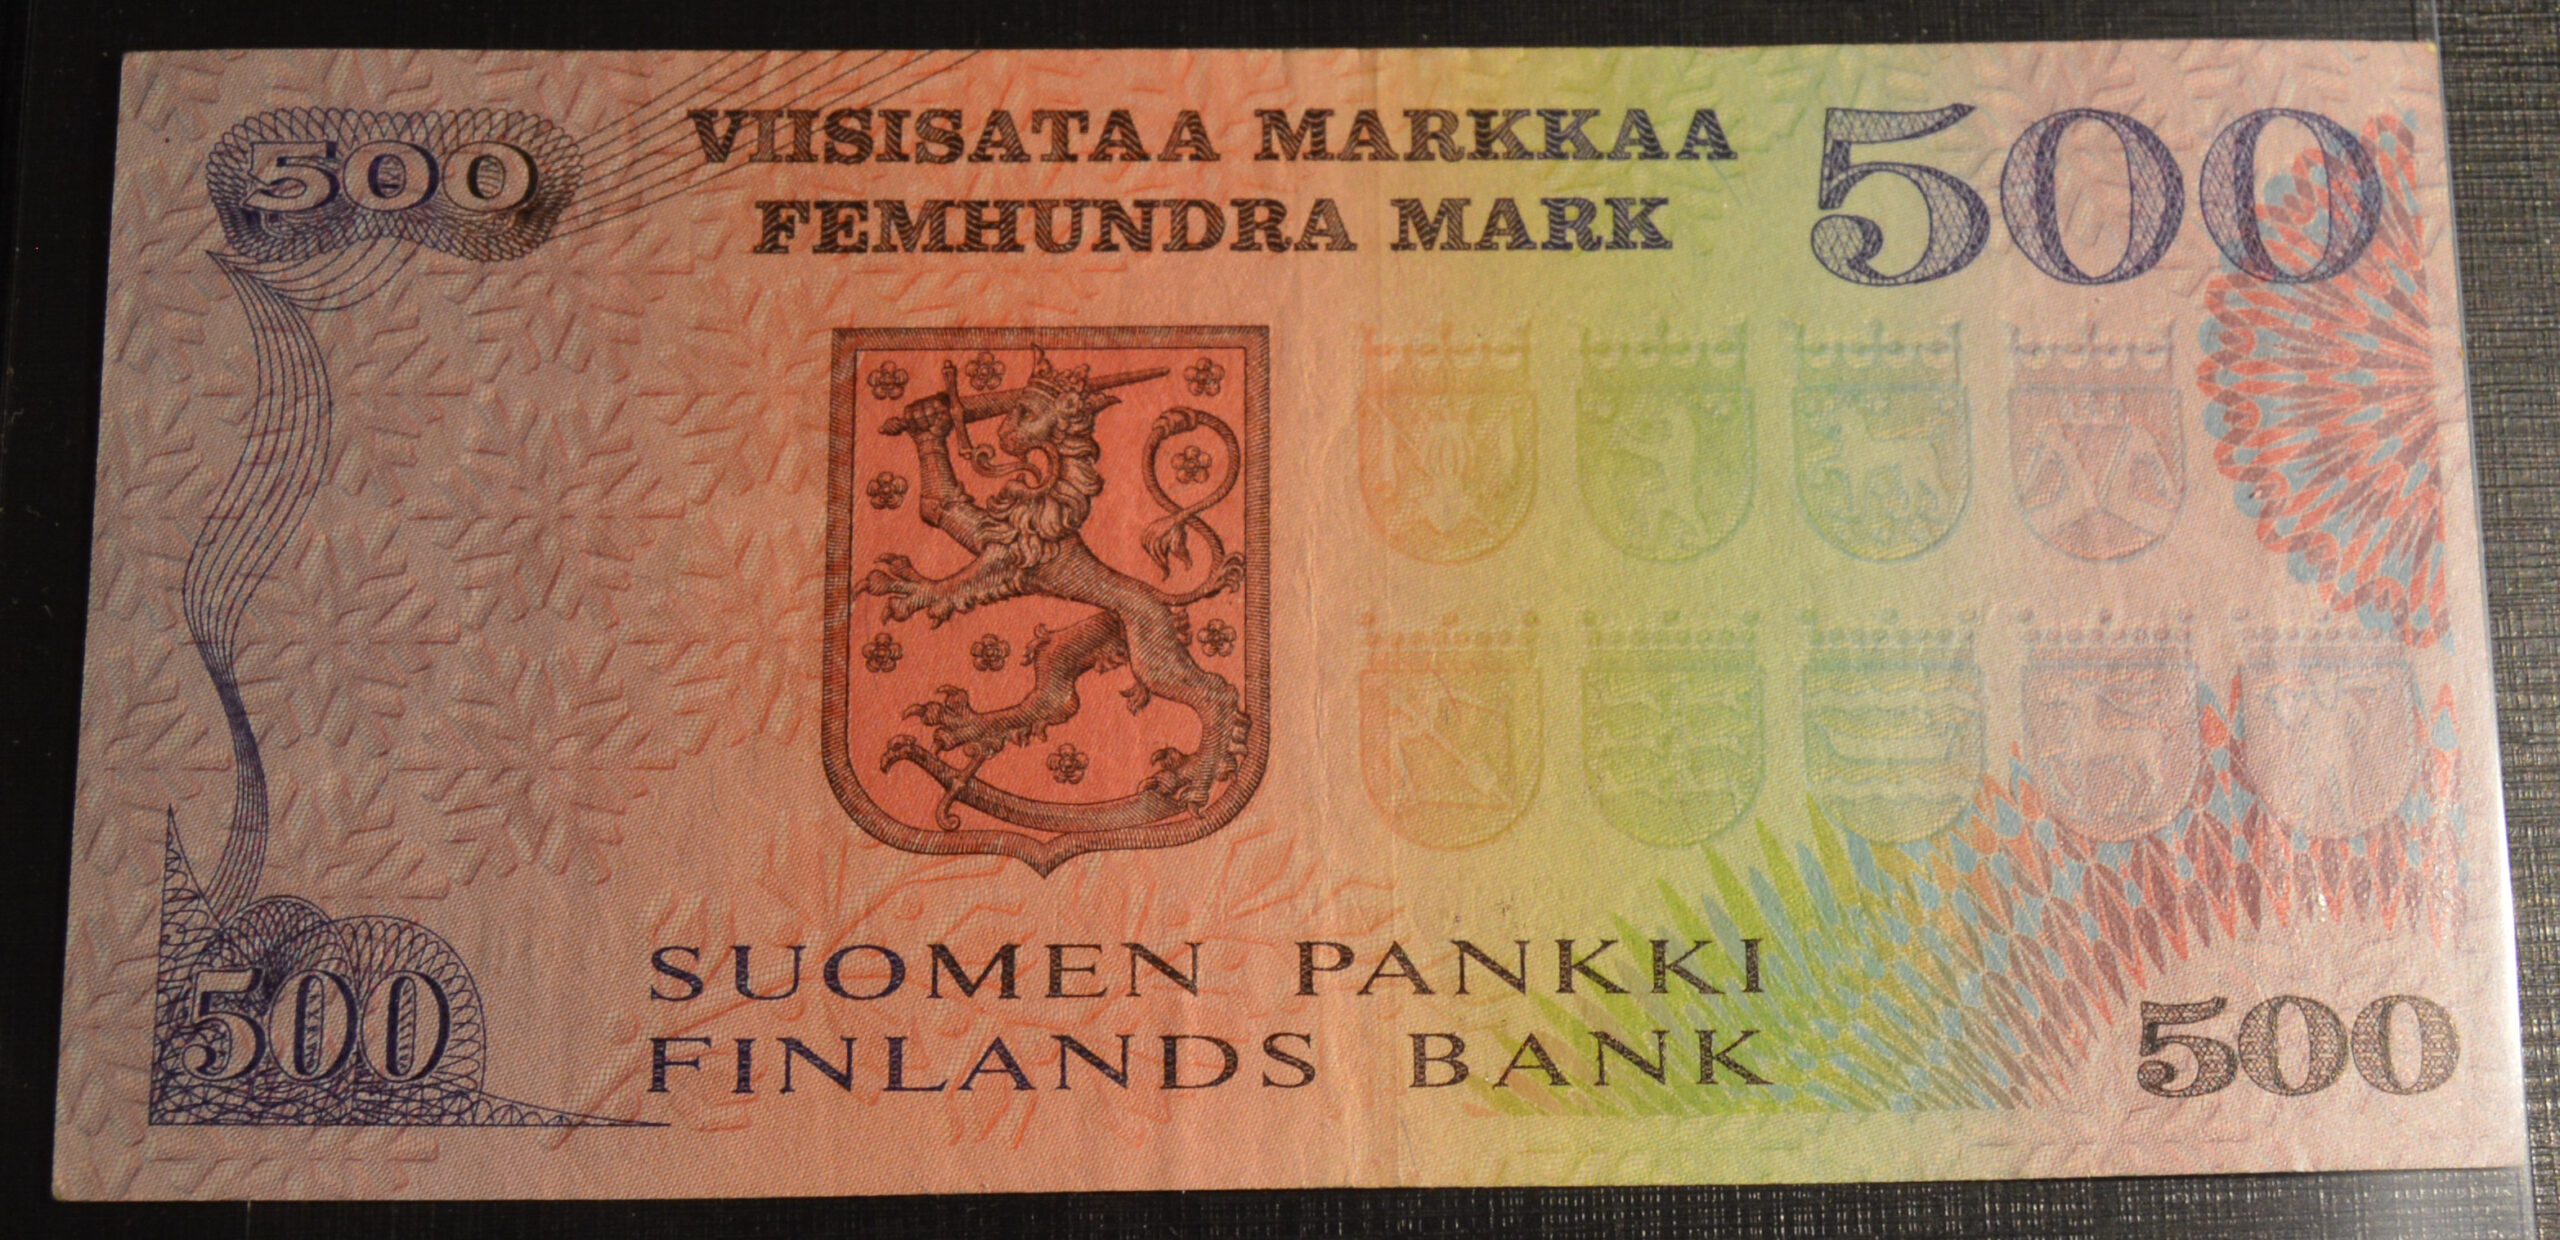 500
VIISISATAA MARKKAA
500
FEMHUNDRA MARK
SUOMEN PANKKI
500
FINLANDS BANK
500